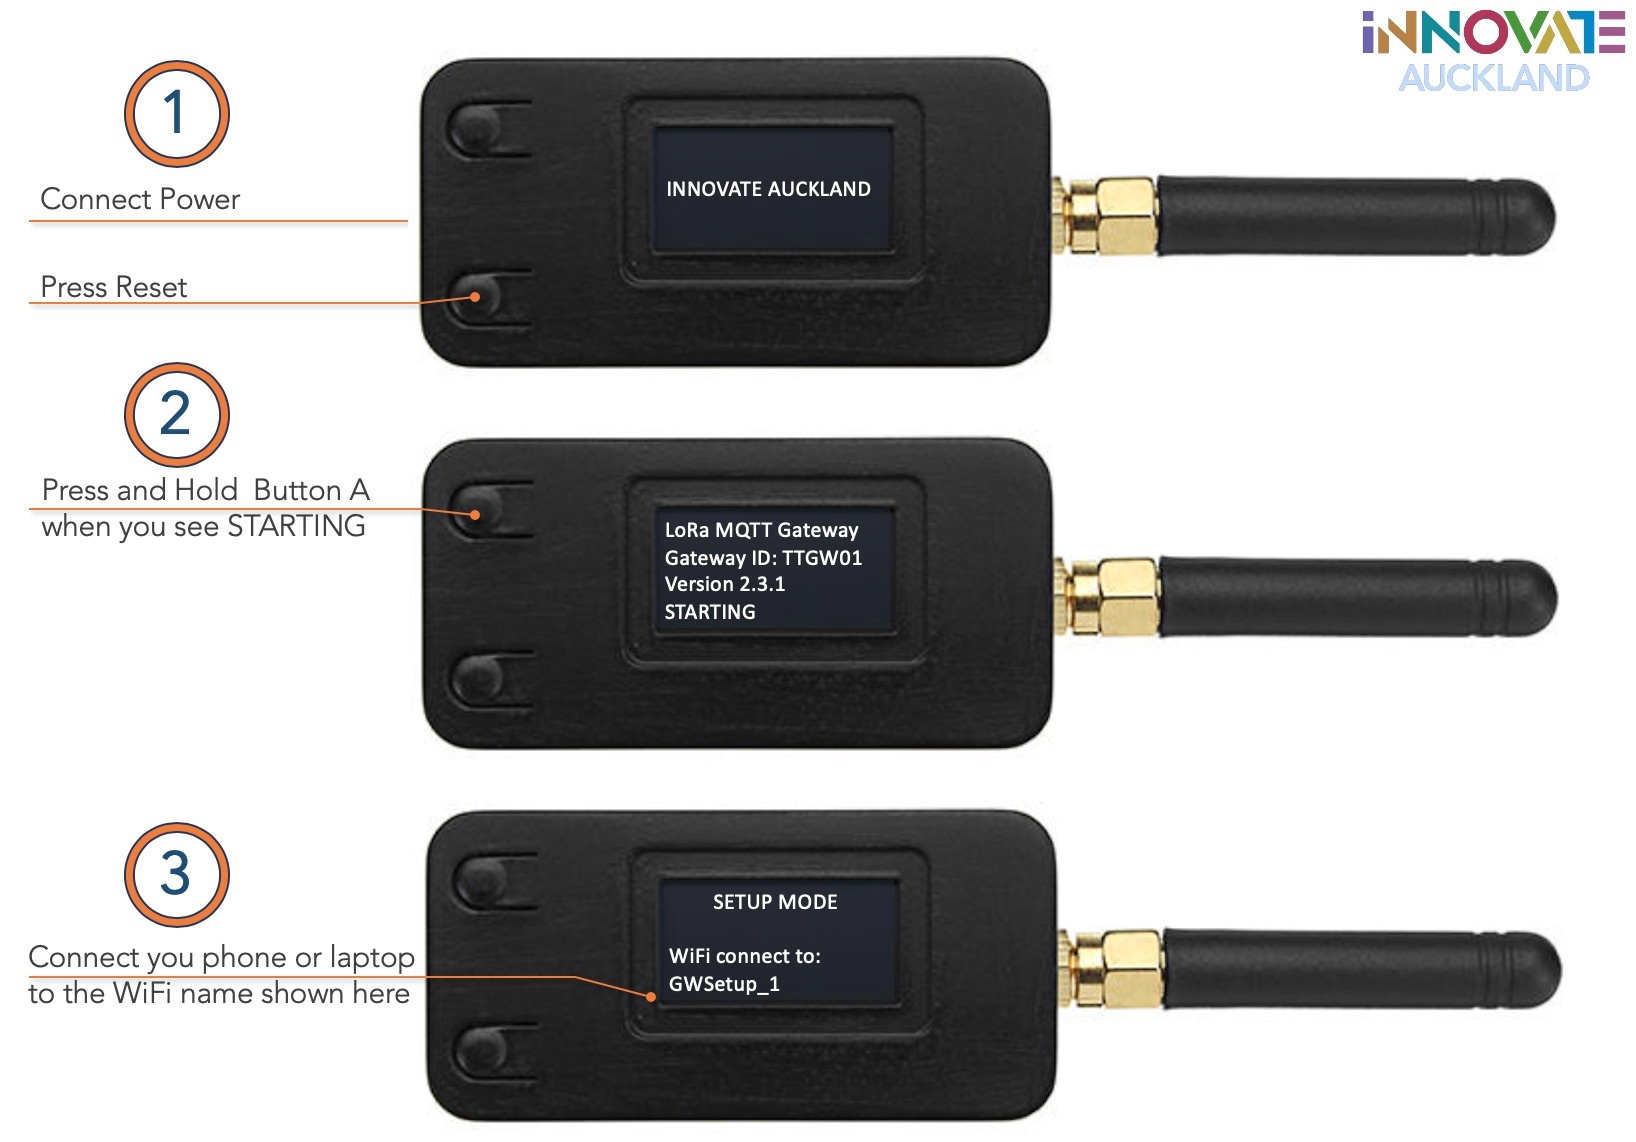 iNNOVATE
AUCKLAND
1
Connect Power
Press Reset
INNOVATE AUCKLAND
2
Press and Hold Button A
when you see STARTING
LoRa MQTT Gateway
Gateway ID: TTGW01
Version 2.3.1
STARTING
3
Connect you phone or laptop
to the WiFi name shown here
SETUP MODE
WiFi connect to:
GWSetup_1